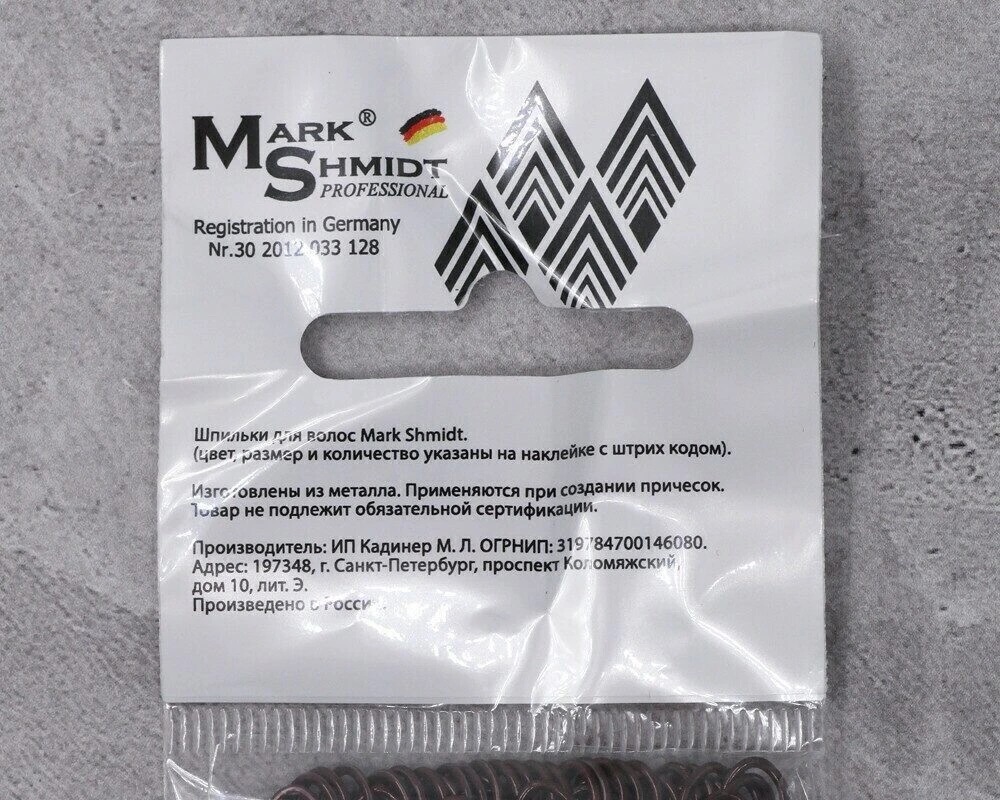 MARK®
SHMIDT
PROFESSIONAL
Registration in Germany
Nr.30 2012 033 128
Шпильки для волос Mark Shmidt.
(цвет, размер и количество указаны на наклейке с штрих кодом).
Изготовлены из металла. Применяются при создании причесок.
Товар не подлежит обязательной сертификации.
Производитель: ИП Кадинер М. Л. ОГРНИП: 319784700146080.
Адрес: 197348, г. Санкт-Петербург, проспект Коломяжский,
дом 10, лит. Э.
Произведено в России.